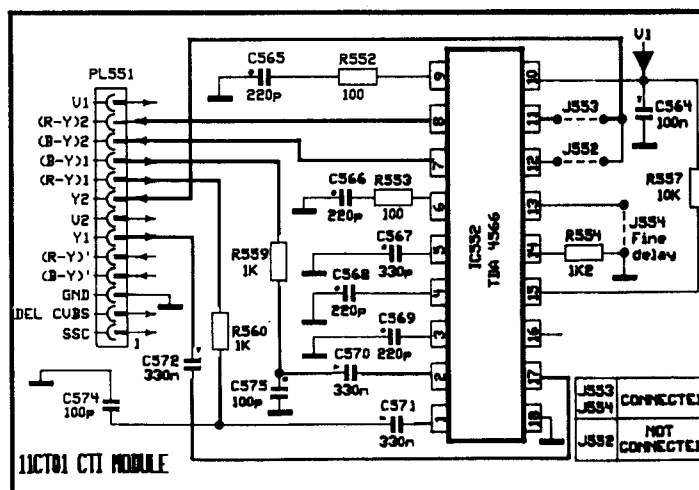 PL551
U1
(R-Y)2
(B-Y)2
(B-Y)1
(R-Y)1
Y2
U2
Y1
(R-Y)'
(B-Y)'
GND
DEL CVBS
SSC
1
C565
220p
R552
100
C566
220p
R553
100
C567
330p
C568
220p
C569
220p
R559
1K
R560
1K
C570
330n
C571
330n
C572
330n
C574
100p
C575
100p
IC552
TDA 4566
9
8
7
6
5
4
3
2
1
10
11
12
13
14
15
16
17
18
U1
C564
100n
J553
J552
R557
10K
J554
Fine
delay
R554
1K2
J553
J554
CONNECTED
J552
NOT
CONNECTED
11CT01 CTI MODULE